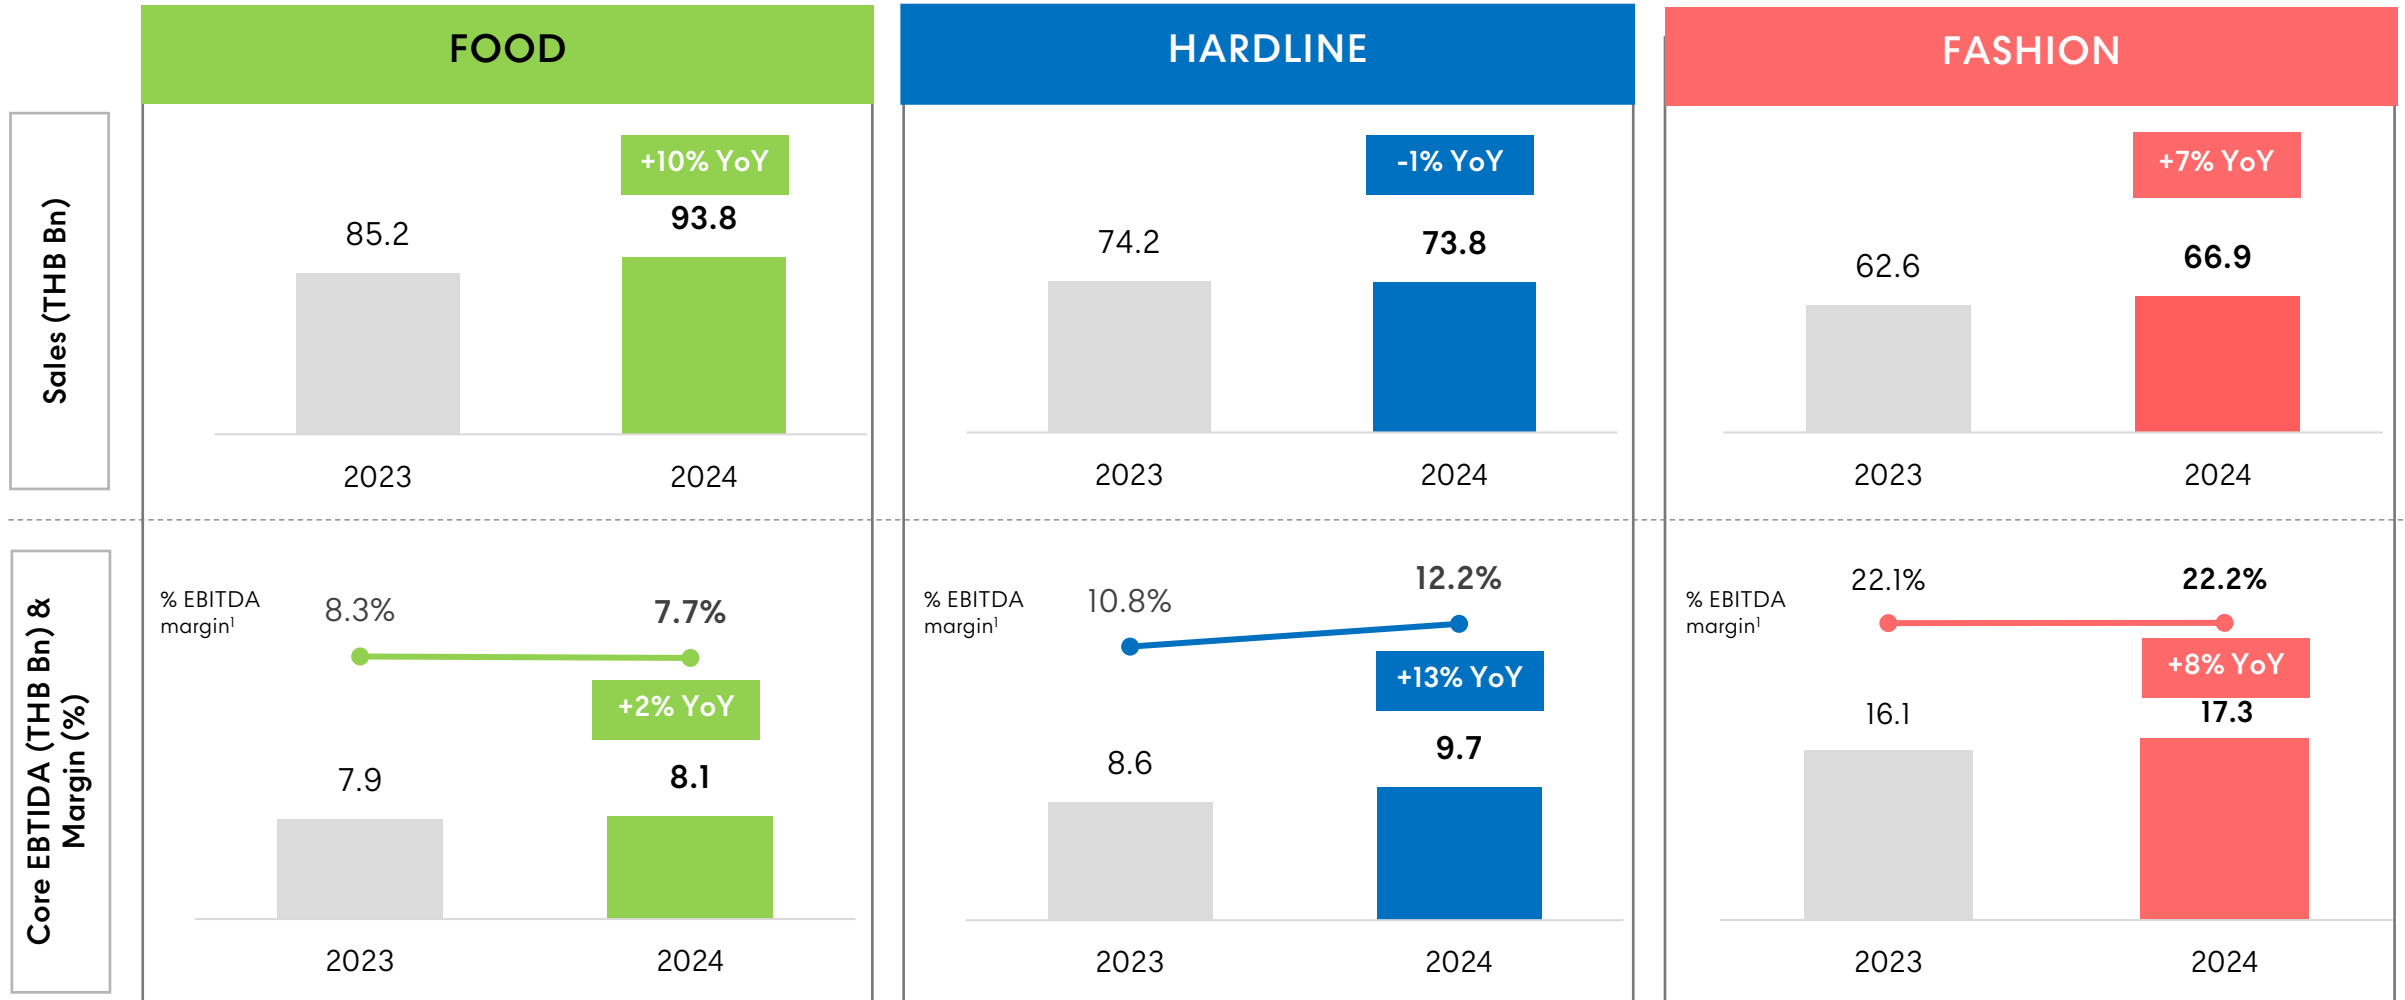 FOOD
HARDLINE
FASHION
Sales (THB Bn)
+10% YoY
85.2
93.8
2023
2024
-1% YoY
74.2
73.8
2023
2024
+7% YoY
62.6
66.9
2023
2024
Core EBTIDA (THB Bn) &
Margin (%)
% EBITDA
margin¹
8.3%
7.7%
+2% YoY
7.9
8.1
2023
2024
% EBITDA
margin¹
10.8%
12.2%
+13% YoY
8.6
9.7
2023
2024
% EBITDA
margin¹
22.1%
22.2%
+8% YoY
16.1
17.3
2023
2024